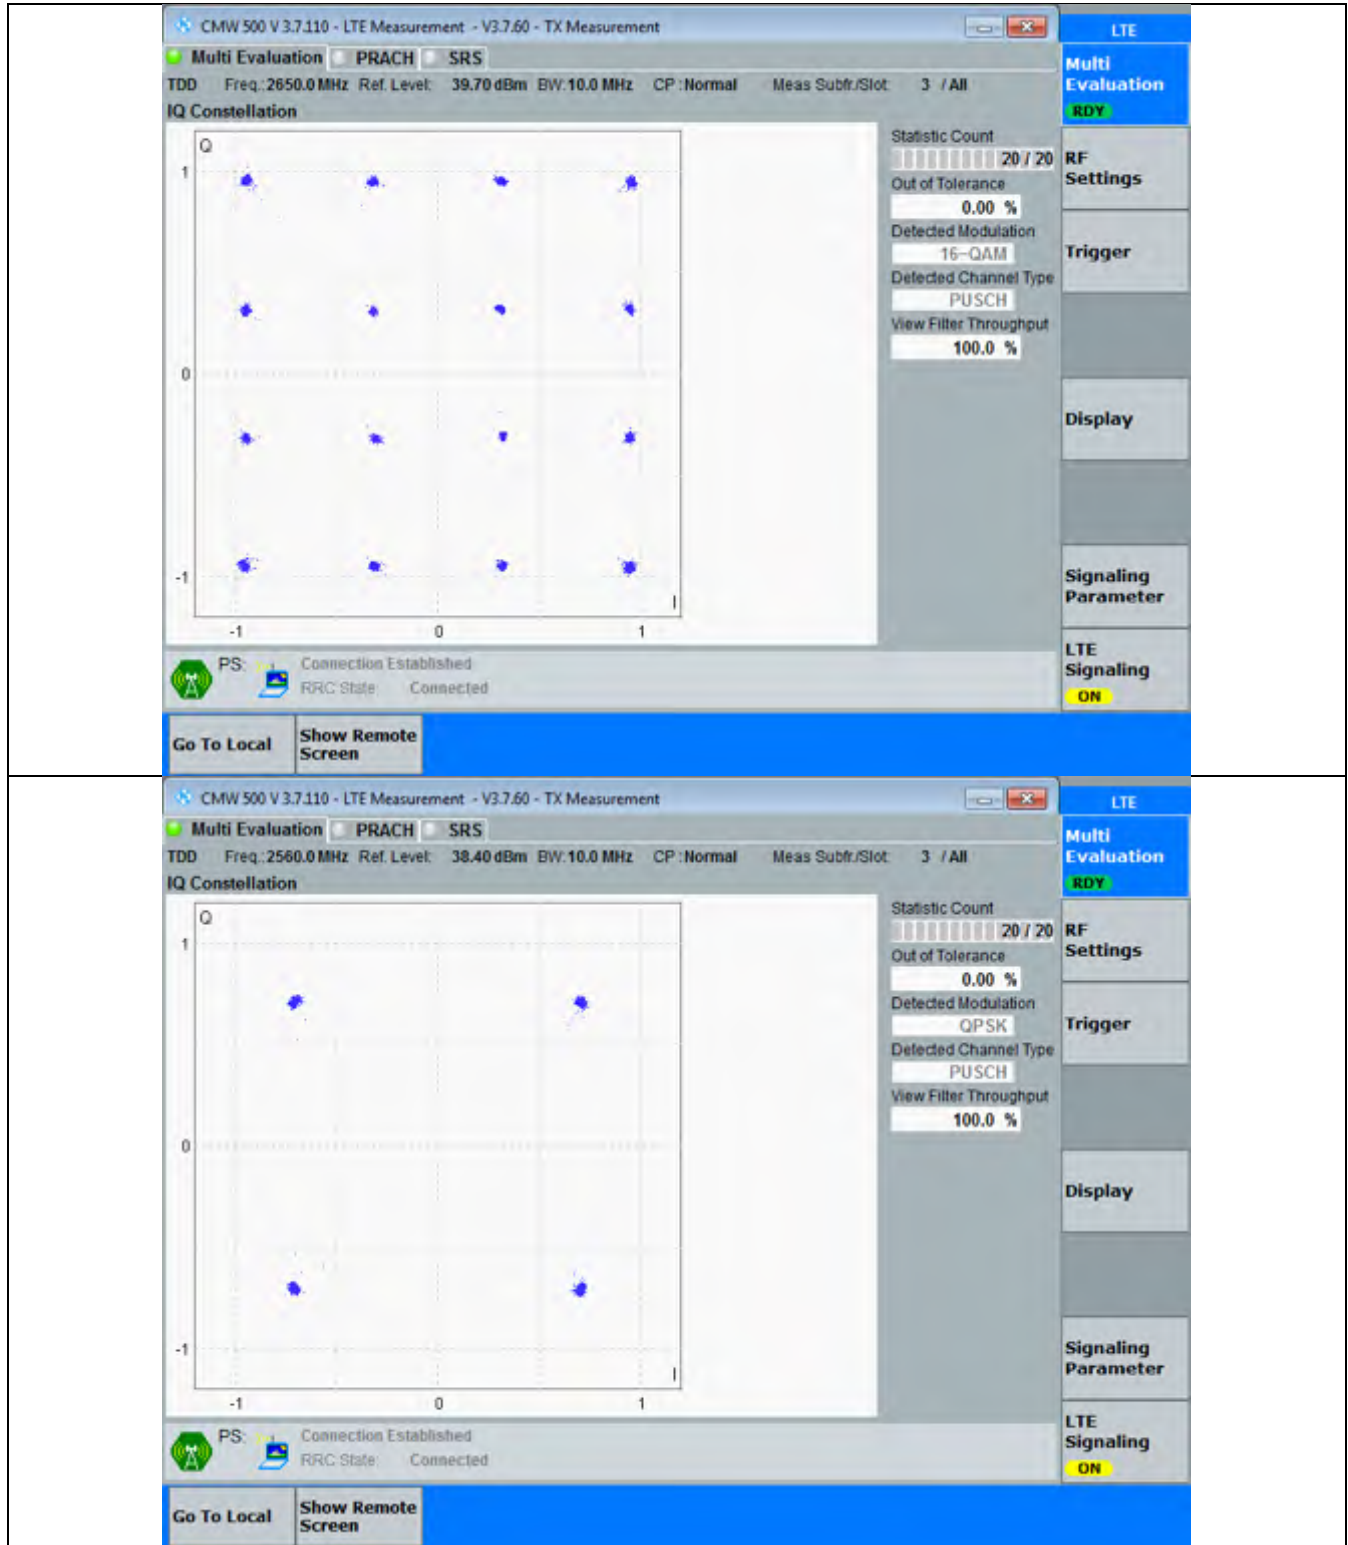 CMW 500 V 3.7.110 - LTE Measurement - V3.7.60 - TX Measurement
LTE
Multi Evaluation PRACH SRS
Multi
Evaluation
RDY
TDD Freq.: 2650.0 MHz Ref. Level: 39.70 dBm BW: 10.0 MHz CP : Normal Meas Subfr./Slot: 3 / All
IQ Constellation
Q
1
0
-1
-1 0 1
I
Statistic Count
20 / 20
Out of Tolerance
0.00 %
Detected Modulation
16-QAM
Detected Channel Type
PUSCH
View Filter Throughput
100.0 %
RF
Settings
Trigger
Display
Signaling
Parameter
LTE
Signaling
ON
PS: Connection Established
RRC State: Connected
Go To Local
Show Remote
Screen
CMW 500 V 3.7.110 - LTE Measurement - V3.7.60 - TX Measurement
LTE
Multi Evaluation PRACH SRS
Multi
Evaluation
RDY
TDD Freq.: 2560.0 MHz Ref. Level: 38.40 dBm BW: 10.0 MHz CP : Normal Meas Subfr./Slot: 3 / All
IQ Constellation
Q
1
0
-1
-1 0 1
I
Statistic Count
20 / 20
Out of Tolerance
0.00 %
Detected Modulation
QPSK
Detected Channel Type
PUSCH
View Filter Throughput
100.0 %
RF
Settings
Trigger
Display
Signaling
Parameter
LTE
Signaling
ON
PS: Connection Established
RRC State: Connected
Go To Local
Show Remote
Screen